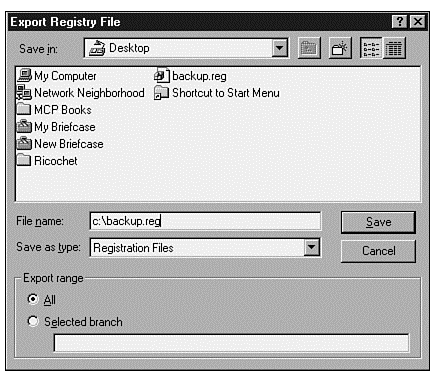 Export Registry File
Save in: Desktop
My Computer
Network Neighborhood
MCP Books
My Briefcase
New Briefcase
Ricochet
backup.reg
Shortcut to Start Menu
File name: c:\backup.reg Save
Save as type: Registration Files Cancel
Export range
All
Selected branch